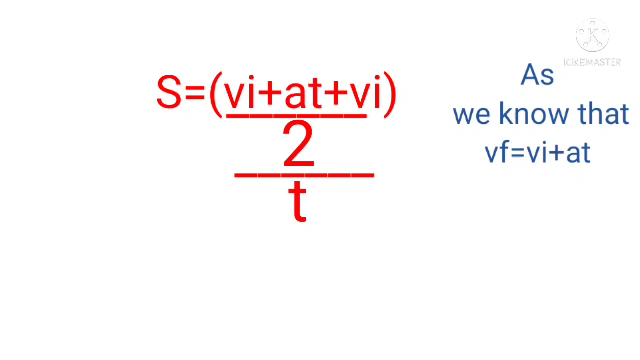 S=(vi+at+vi)
2
t
As
we know that
vf=vi+at
K
KINEMASTER